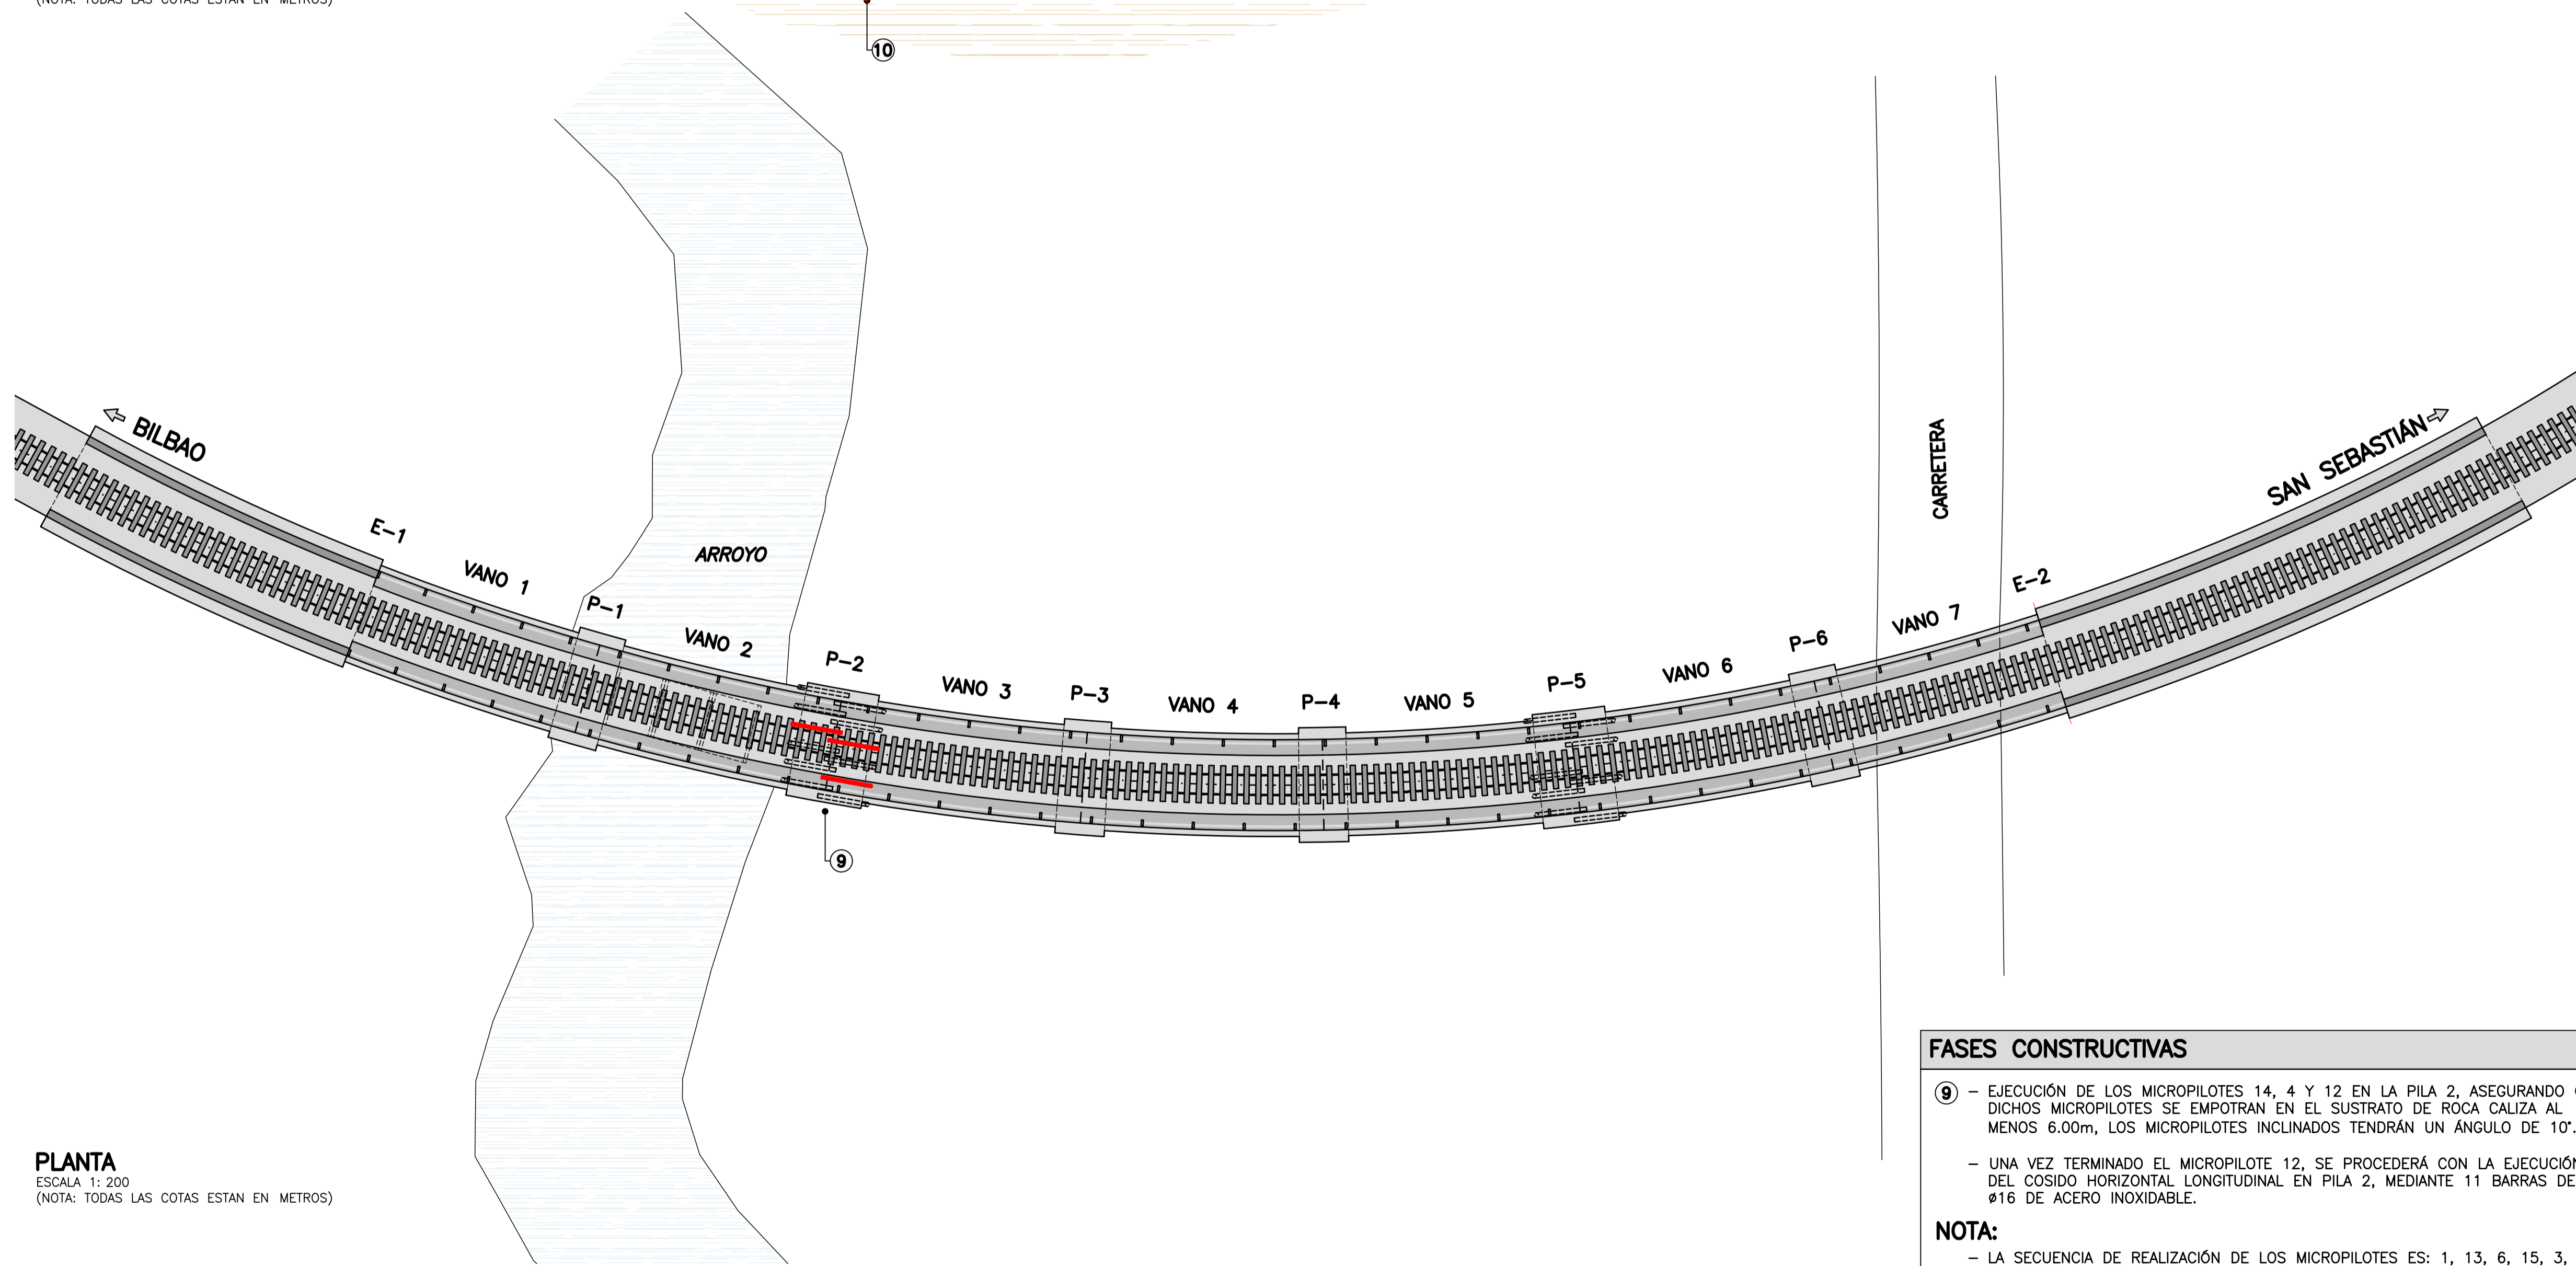 (NOTA: TODAS LAS COTAS ESTAN EN METROS)
10
BILBAO
E-1
VANO 1
P-1
VANO 2
ARROYO
P-2
VANO 3
P-3
VANO 4
P-4
VANO 5
P-5
VANO 6
P-6
CARRETERA
VANO 7
E-2
SAN SEBASTIÁN
9
PLANTA
ESCALA 1: 200
(NOTA: TODAS LAS COTAS ESTAN EN METROS)
FASES CONSTRUCTIVAS
9 – EJECUCIÓN DE LOS MICROPILOTES 14, 4 Y 12 EN LA PILA 2, ASEGURANDO
DICHOS MICROPILOTES SE EMPOTRAN EN EL SUSTRATO DE ROCA CALIZA AL
MENOS 6.00m, LOS MICROPILOTES INCLINADOS TENDRÁN UN ÁNGULO DE 10°.
– UNA VEZ TERMINADO EL MICROPILOTE 12, SE PROCEDERÁ CON LA EJECUCIÓN
DEL COSIDO HORIZONTAL LONGITUDINAL EN PILA 2, MEDIANTE 11 BARRAS DE
ø16 DE ACERO INOXIDABLE.
NOTA:
– LA SECUENCIA DE REALIZACIÓN DE LOS MICROPILOTES ES: 1, 13, 6, 15, 3,